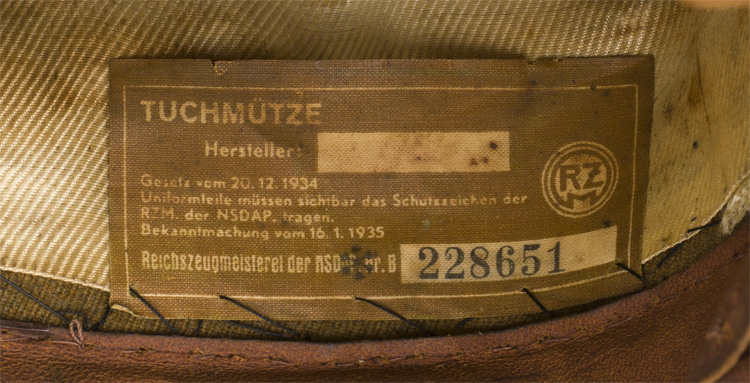 TUCHMÜTZE
Hersteller:
RZM
Gesetz vom 20.12.1934
Uniformteile müssen sichtbar das Schutzzeichen der
RZM. der NSDAP. tragen.
Bekanntmachung vom 16.1.1935
Reichszeugmeisterei der NSDAP Nr. B 228651